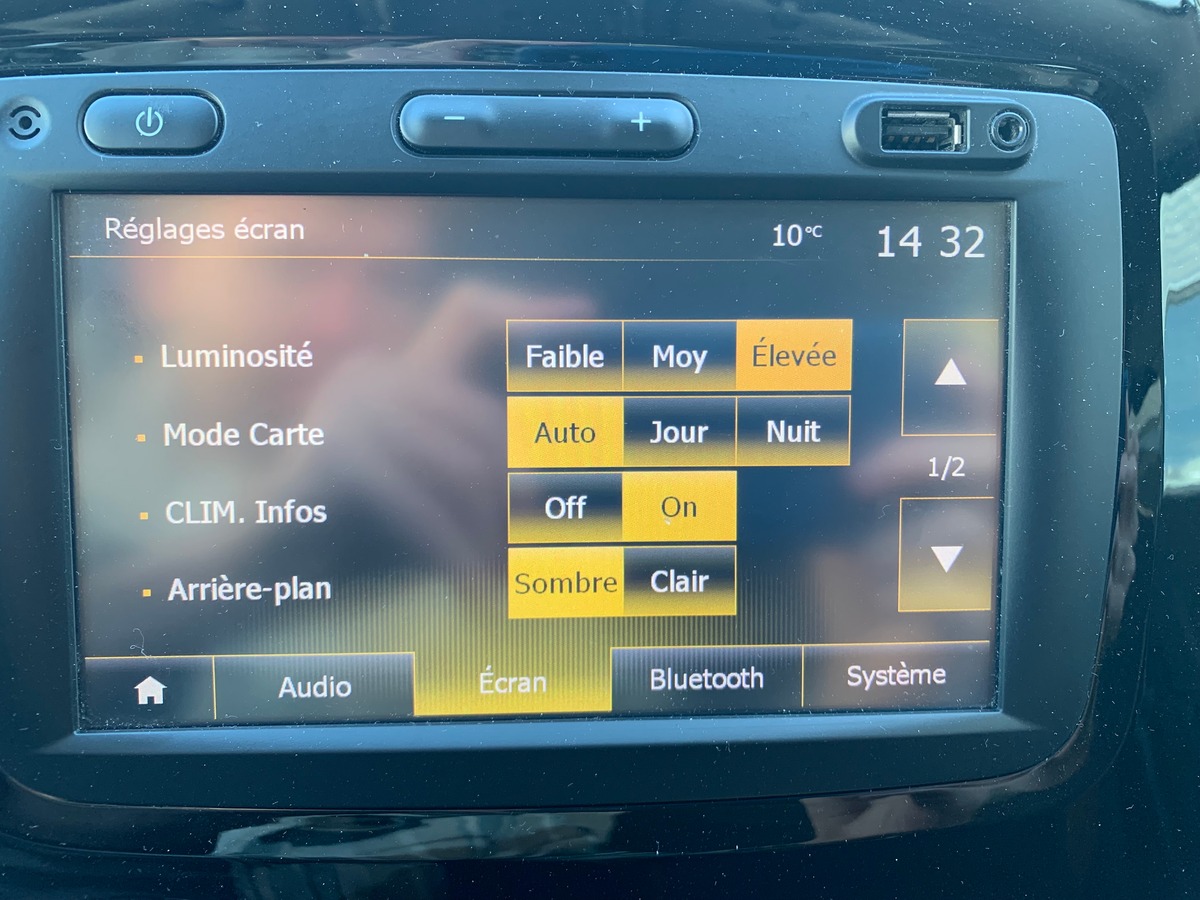 − +
Réglages écran 10°C 14 32
Luminosité Faible Moy Élevée
Mode Carte Auto Jour Nuit
1/2
CLIM. Infos Off On
Arrière-plan Sombre Clair
Audio Écran Bluetooth Système